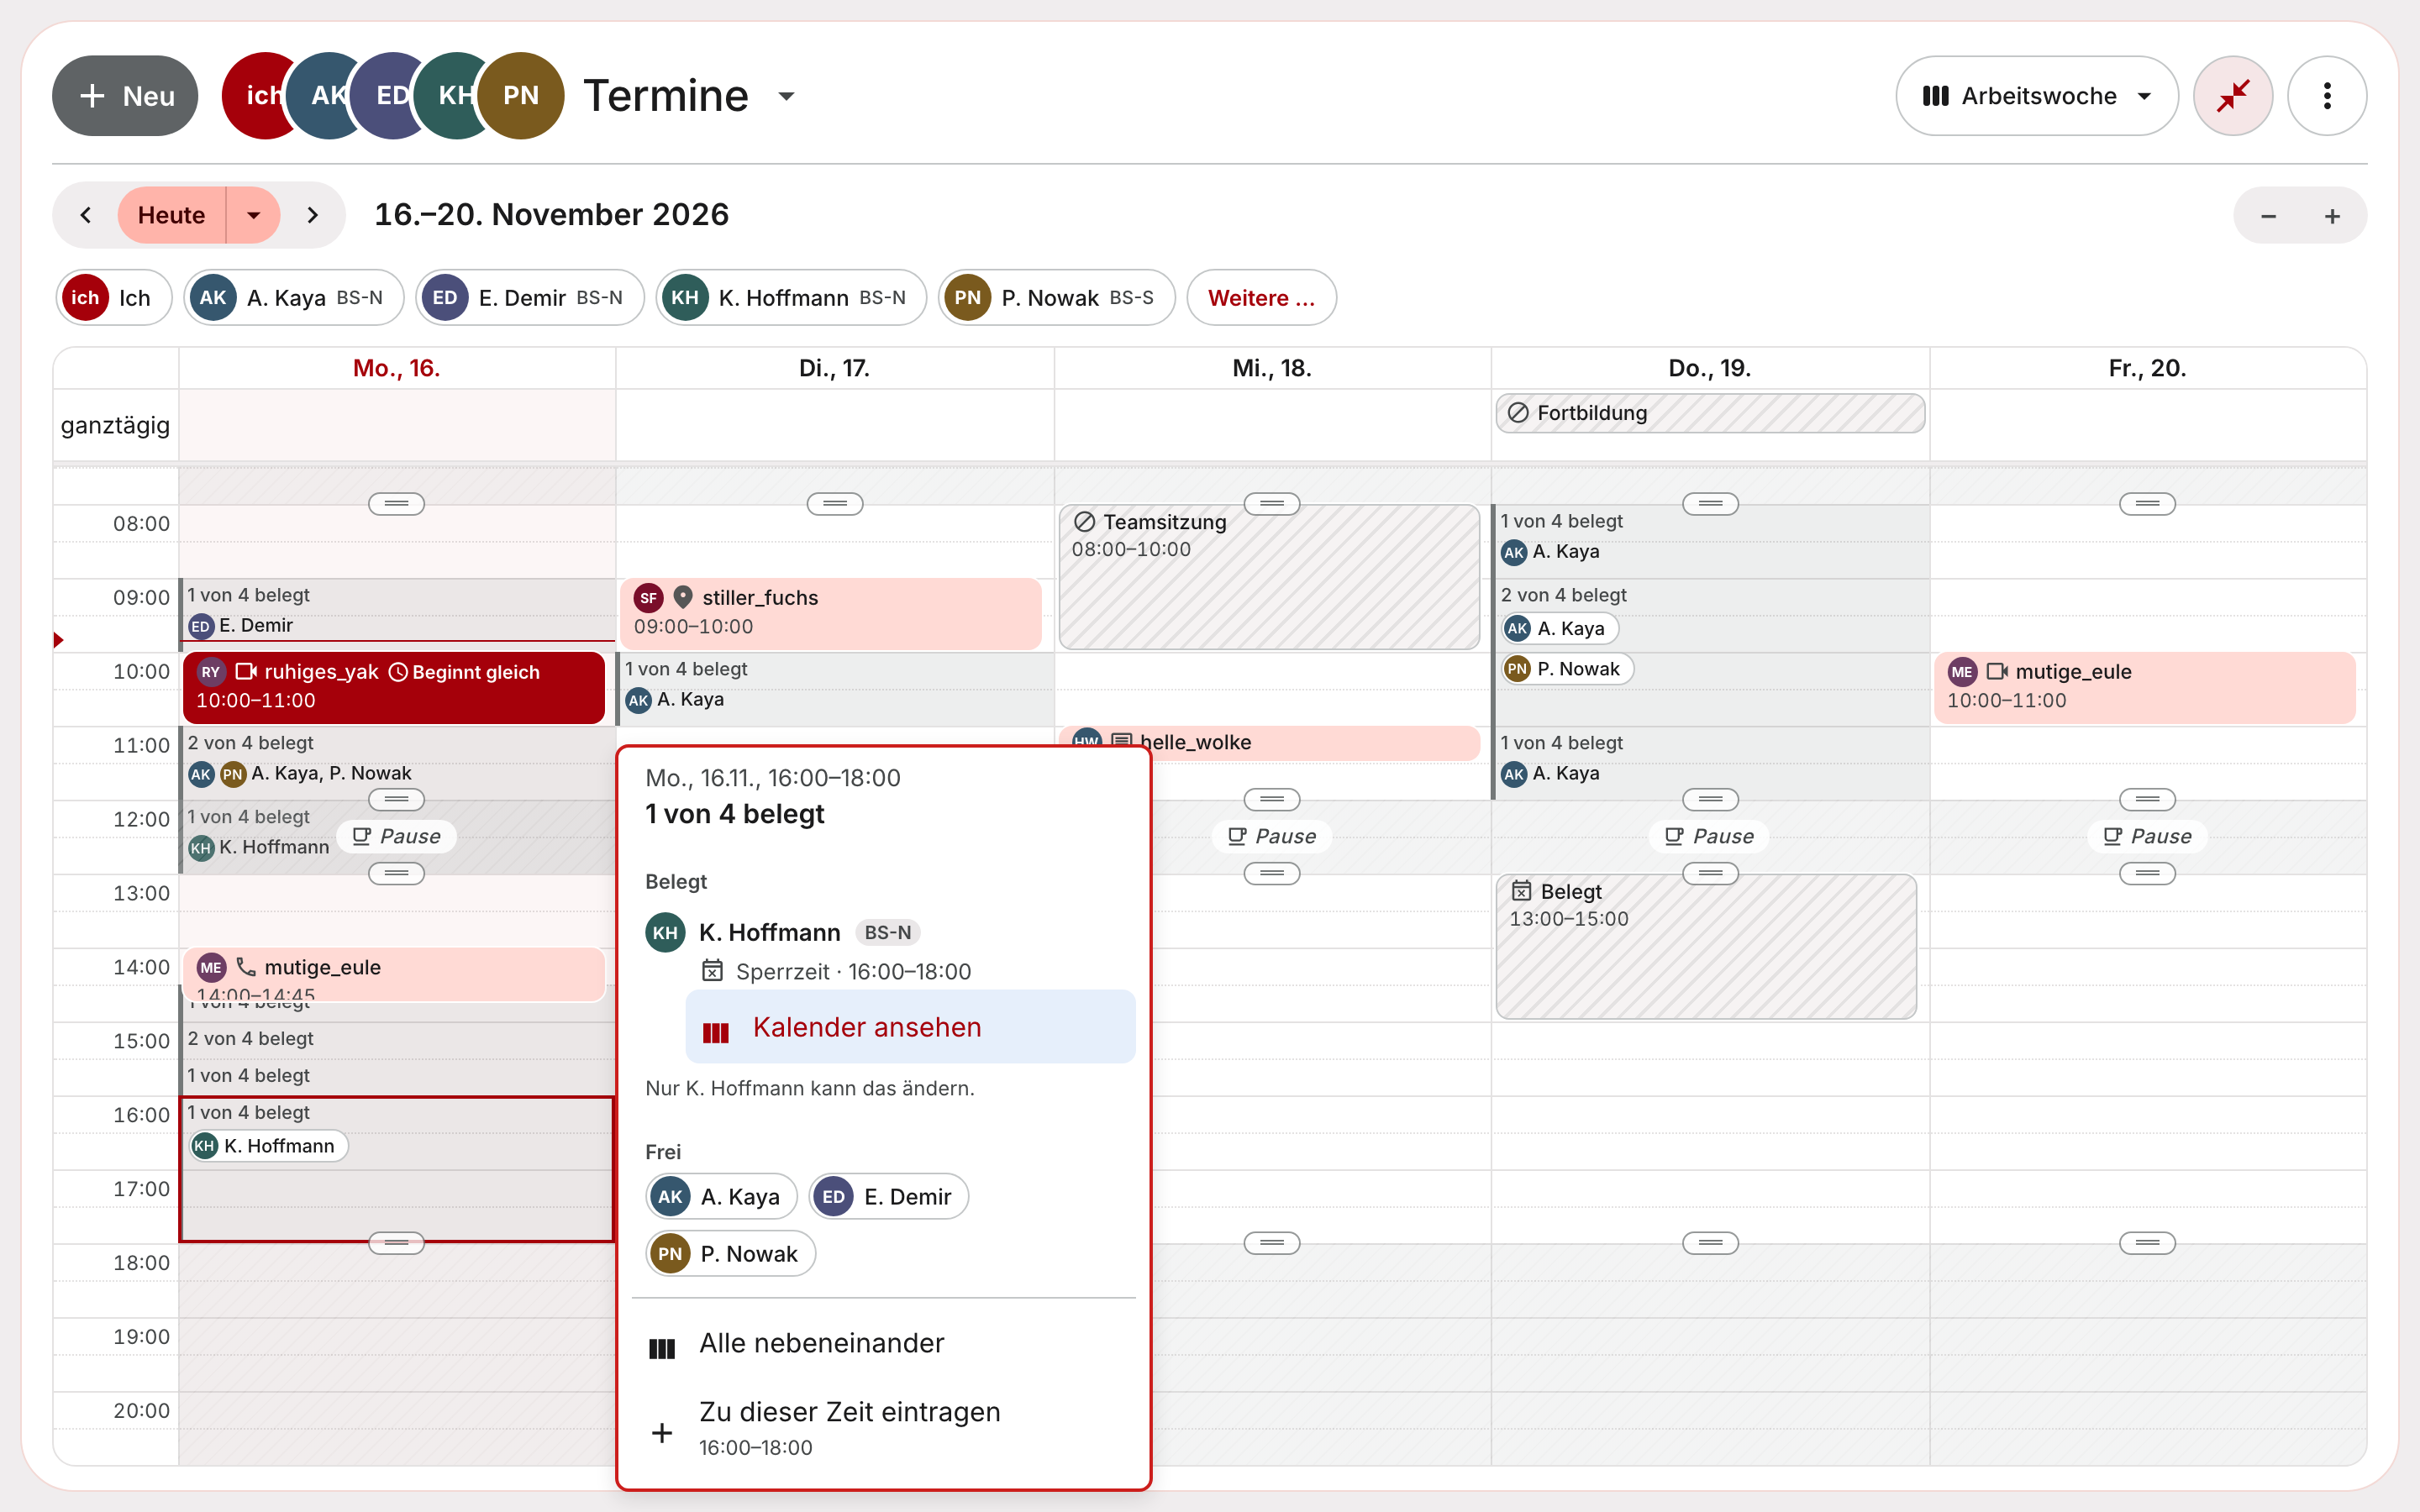 + Neu
ich AK ED KH PN Termine
Arbeitswoche
Heute
16.–20. November 2026
− +
ich Ich
AK A. Kaya BS-N
ED E. Demir BS-N
KH K. Hoffmann BS-N
PN P. Nowak BS-S
Weitere ...
Mo., 16. Di., 17. Mi., 18. Do., 19. Fr., 20.
ganztägig
Fortbildung
08:00
09:00
10:00
11:00
12:00
13:00
14:00
15:00
16:00
17:00
18:00
19:00
20:00
1 von 4 belegt
ED E. Demir
RY ruhiges_yak Beginnt gleich
10:00–11:00
2 von 4 belegt
AK PN A. Kaya, P. Nowak
1 von 4 belegt
KH K. Hoffmann
Pause
ME mutige_eule
14:00–14:45
1 von 4 belegt
2 von 4 belegt
1 von 4 belegt
1 von 4 belegt
KH K. Hoffmann
SF stiller_fuchs
09:00–10:00
1 von 4 belegt
AK A. Kaya
Mo., 16.11., 16:00–18:00
1 von 4 belegt
Belegt
KH K. Hoffmann BS-N
Sperrzeit · 16:00–18:00
Kalender ansehen
Nur K. Hoffmann kann das ändern.
Frei
AK A. Kaya
ED E. Demir
PN P. Nowak
Alle nebeneinander
+ Zu dieser Zeit eintragen
16:00–18:00
Teamsitzung
08:00–10:00
HW helle_wolke
Pause
1 von 4 belegt
AK A. Kaya
2 von 4 belegt
AK A. Kaya
PN P. Nowak
1 von 4 belegt
AK A. Kaya
Pause
Belegt
13:00–15:00
ME mutige_eule
10:00–11:00
Pause